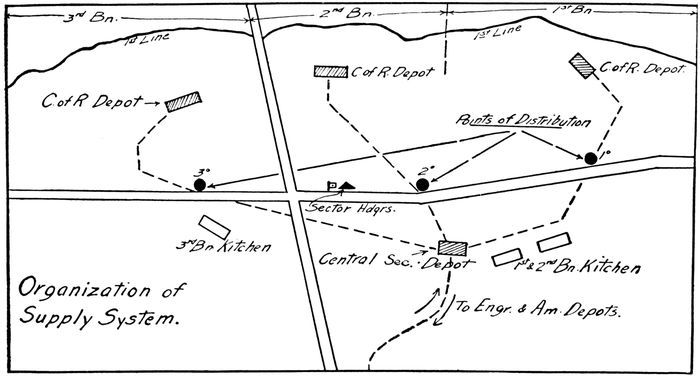 3rd Bn.
2nd Bn.
1st Bn.
1st Line
1st Line
C. of R. Depot
C. of R. Depot
C. of R. Depot
Points of Distribution
3°
2°
1°
Sector Hdqrs.
3rd Bn Kitchen
Central Sec. Depot
1st & 2nd Bn. Kitchen
Organization of
Supply System.
To Engr. & Am. Depots.